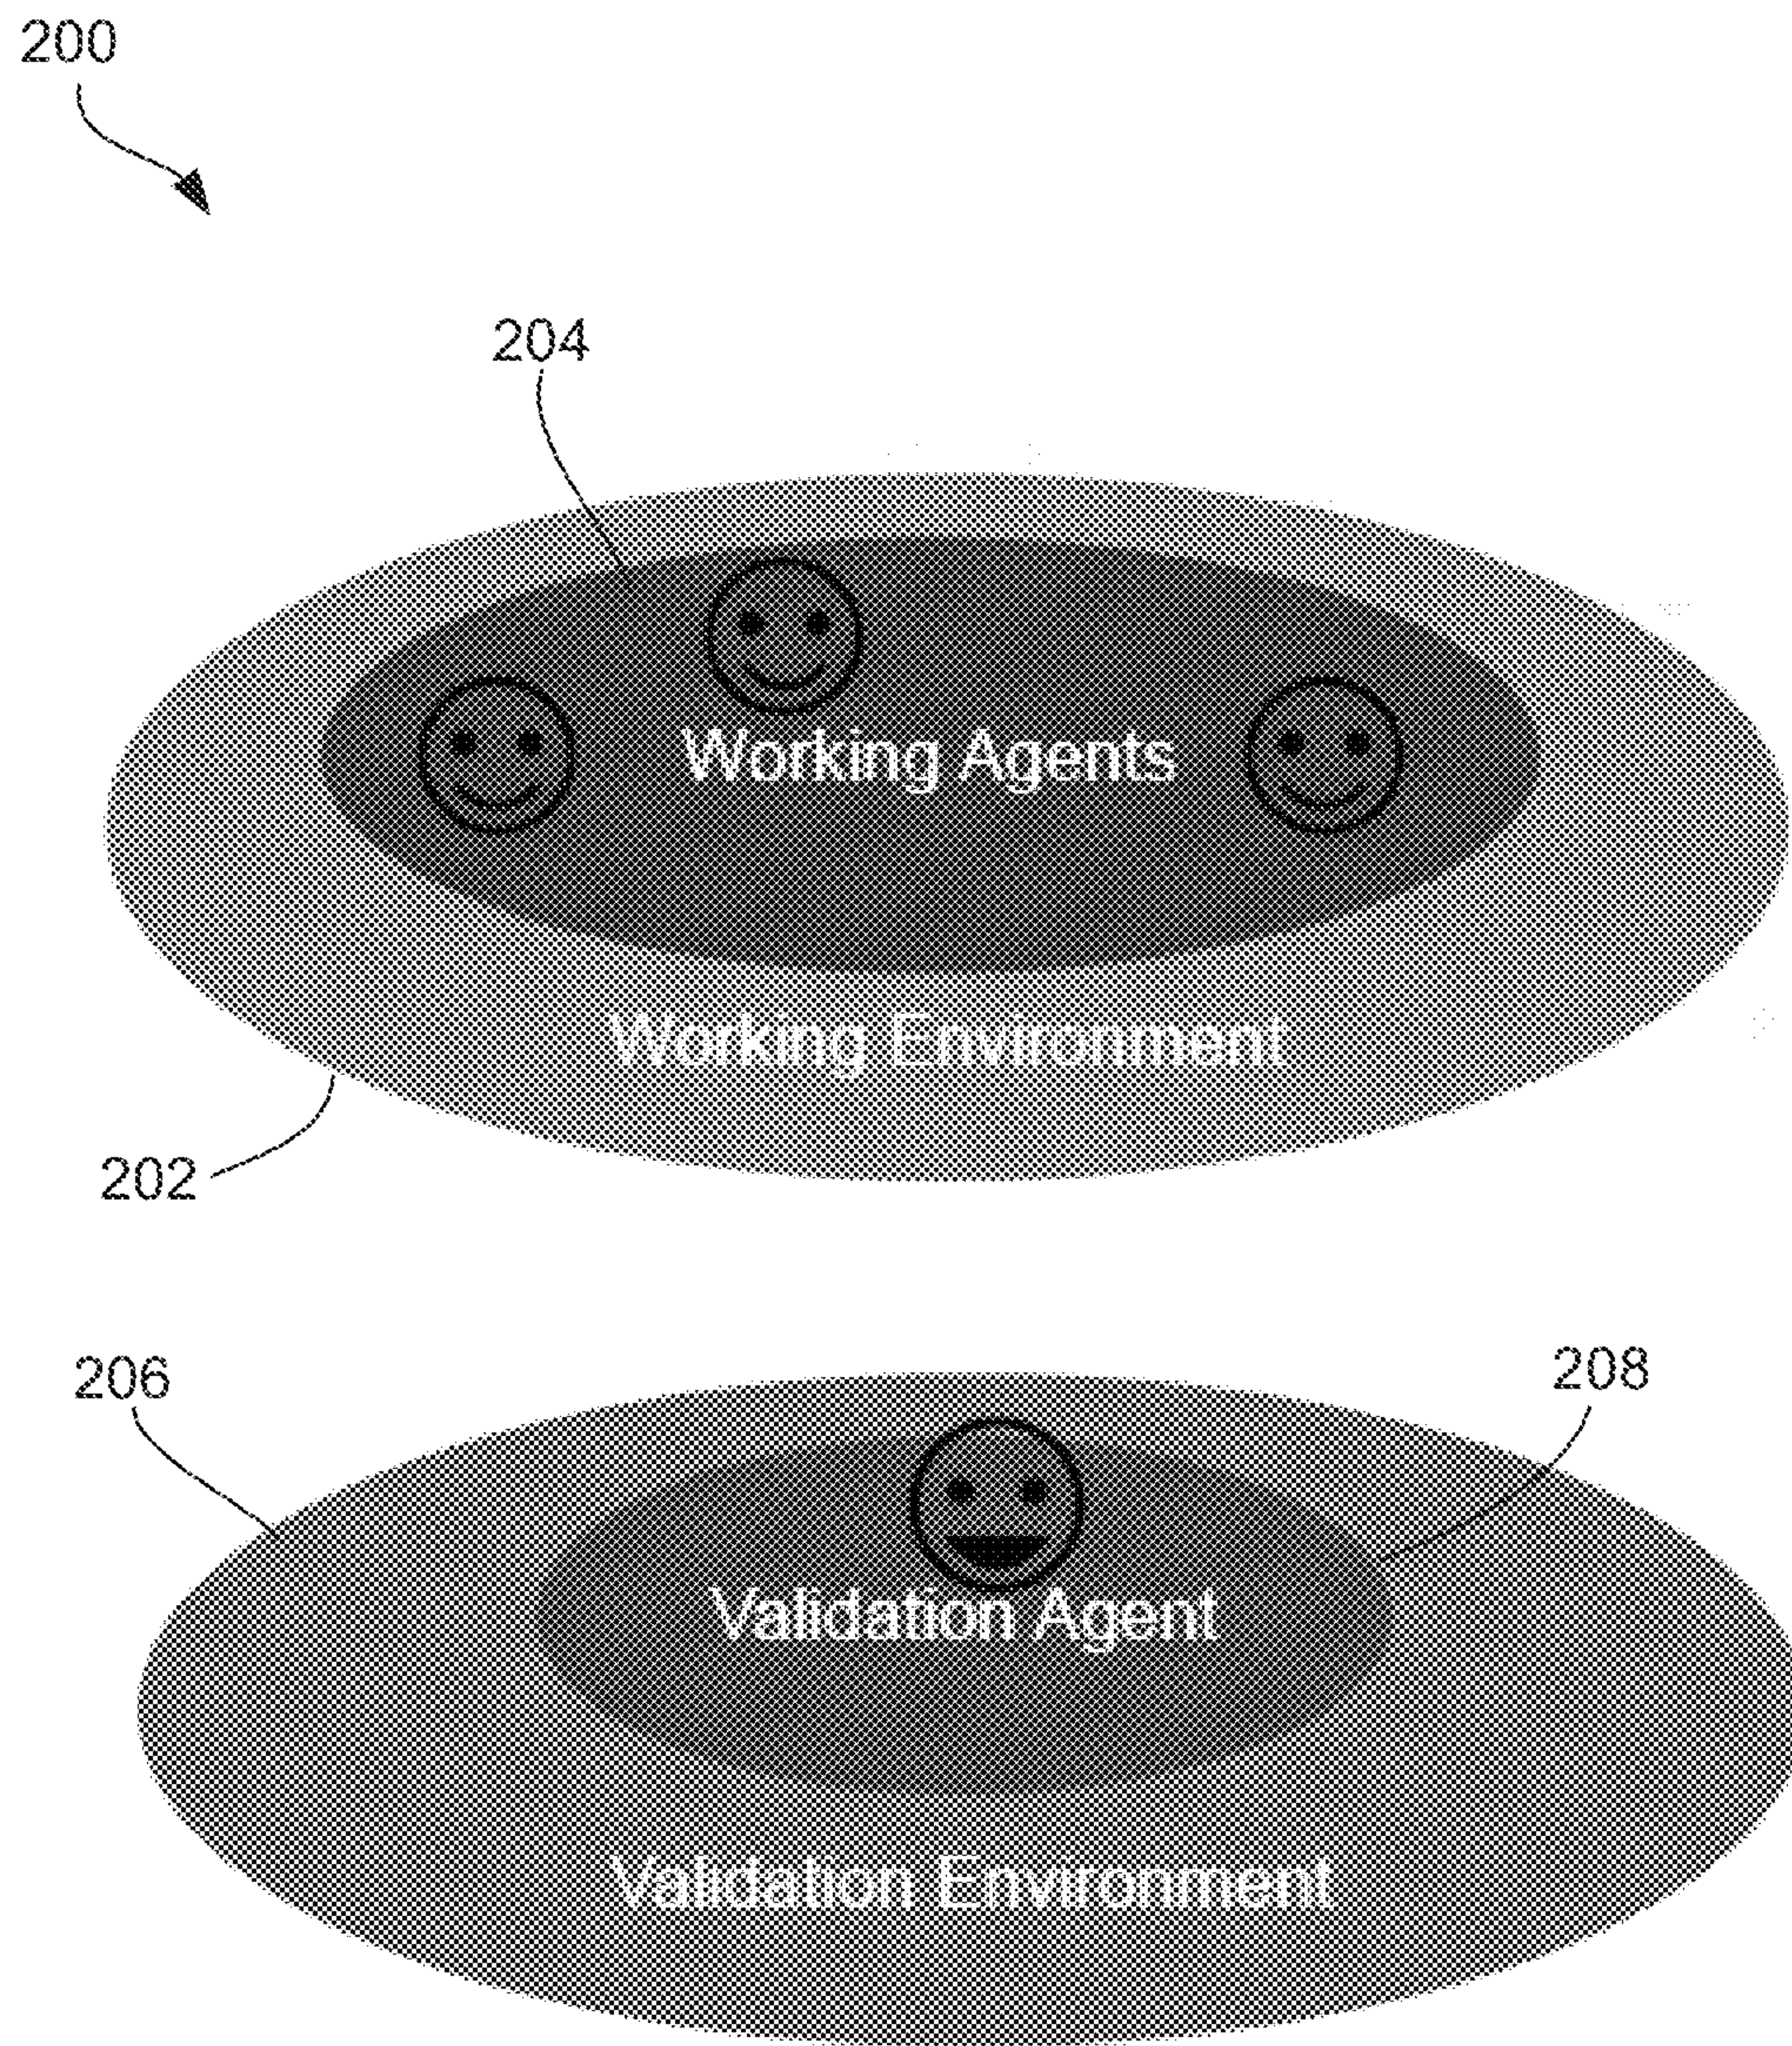 200
204
Working Agents
Working Environment
202
206
208
Validation Agent
Validation Environment